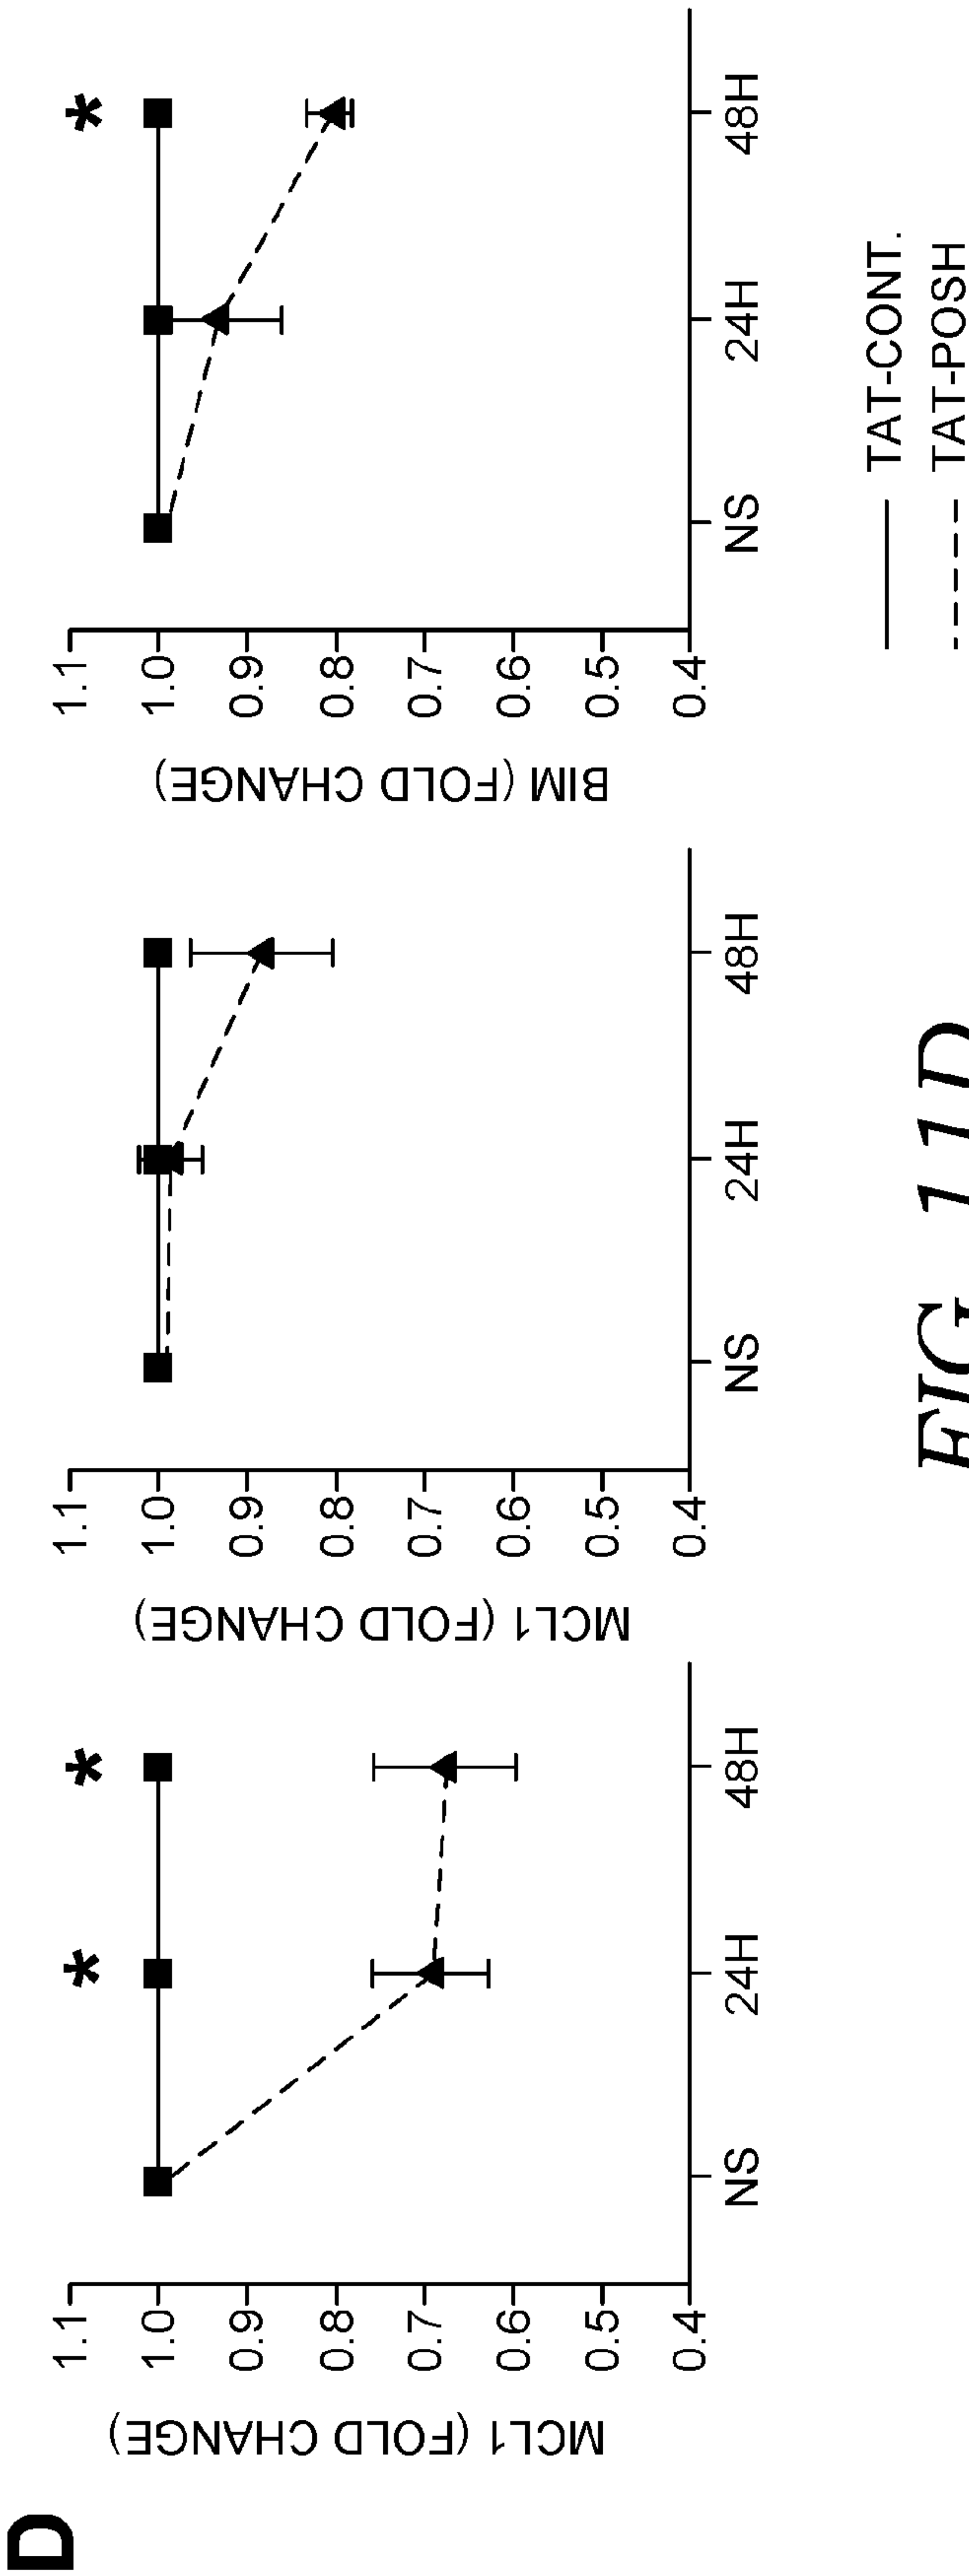 D
MCL1 (FOLD CHANGE)
1.1
1.0
0.9
0.8
0.7
0.6
0.5
0.4
*
*
NS
24H
48H
MCL1 (FOLD CHANGE)
1.1
1.0
0.9
0.8
0.7
0.6
0.5
0.4
NS
24H
48H
BIM (FOLD CHANGE)
1.1
1.0
0.9
0.8
0.7
0.6
0.5
0.4
*
NS
24H
48H
TAT-CONT.
TAT-POSH
FIG. 11D